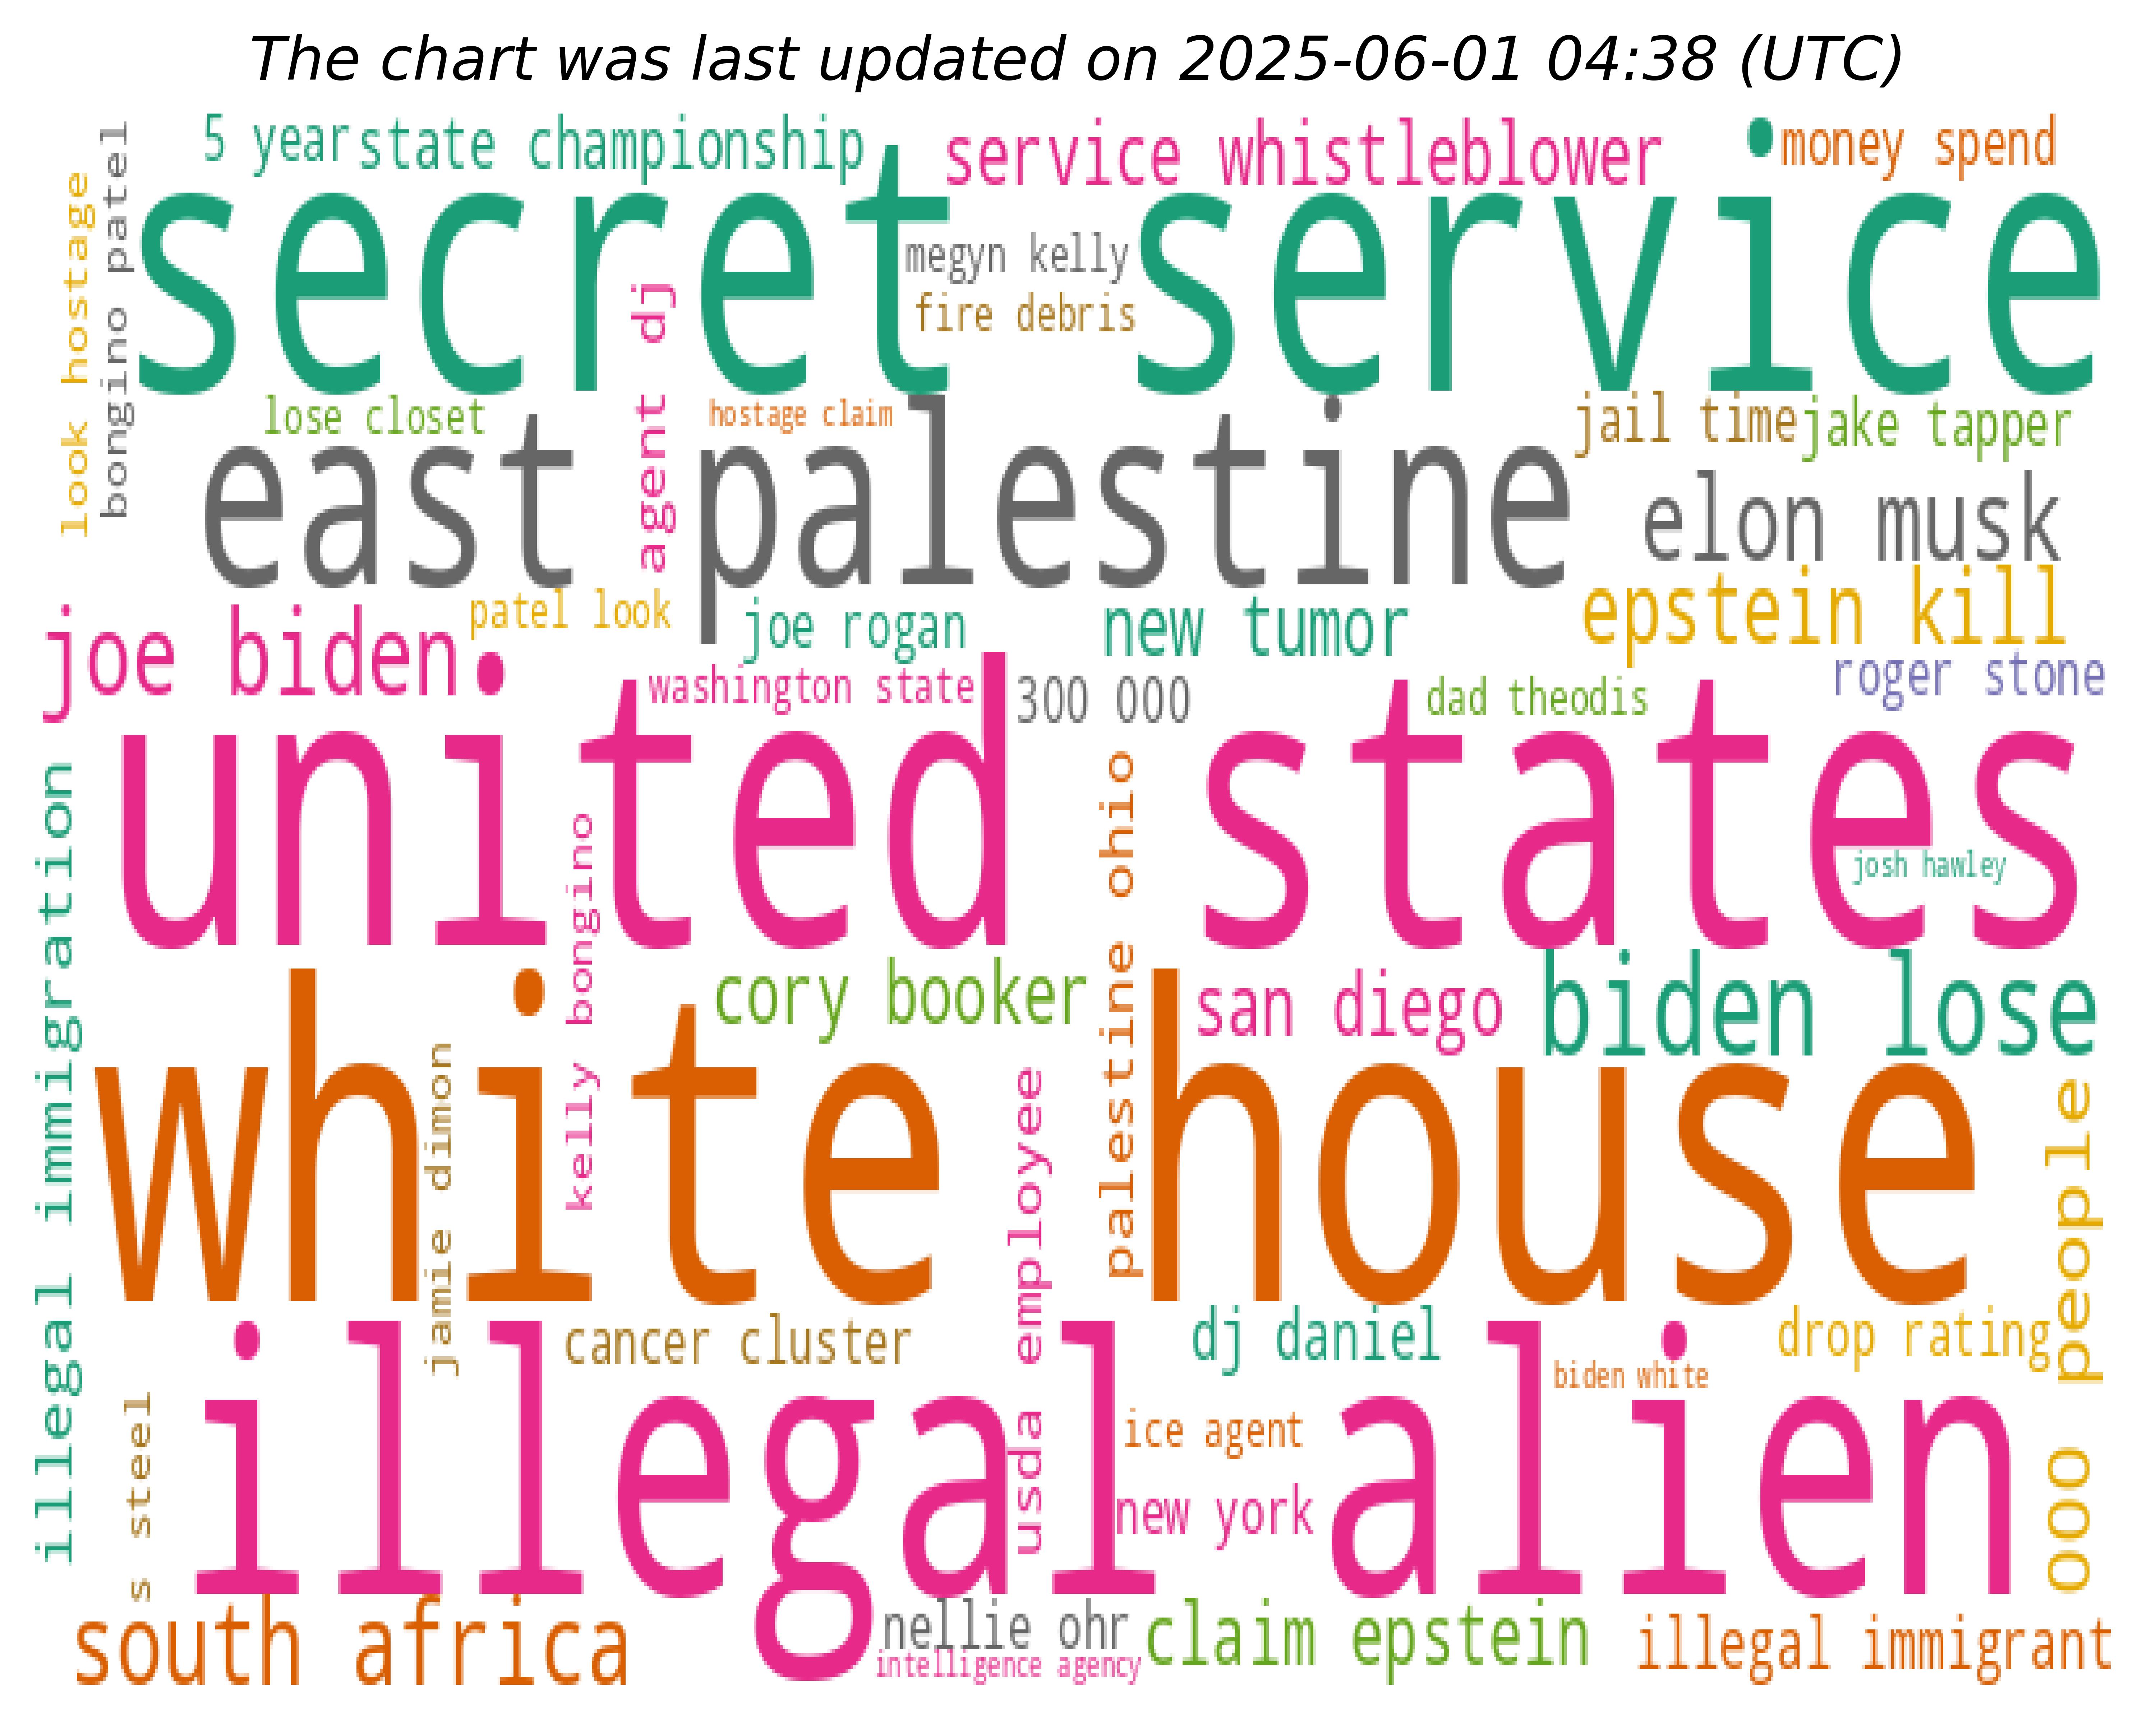 The chart was last updated on 2025-06-01 04:38 (UTC)
5 year
state championship
service whistleblower
money spend
look hostage
bongino patel
secret service
megyn kelly
fire debris
agent dj
lose closet
hostage claim
jail time
jake tapper
east palestine
elon musk
patel look
joe rogan
new tumor
epstein kill
joe biden
washington state
300 000
dad theodis
roger stone
united states
josh hawley
illegal immigration
kelly bongino
palestine ohio
cory booker
san diego
biden lose
white house
jamie dimon
usda employee
000 people
cancer cluster
dj daniel
drop rating
biden white
s steel
illegal alien
ice agent
new york
south africa
nellie ohr
intelligence agency
claim epstein
illegal immigrant